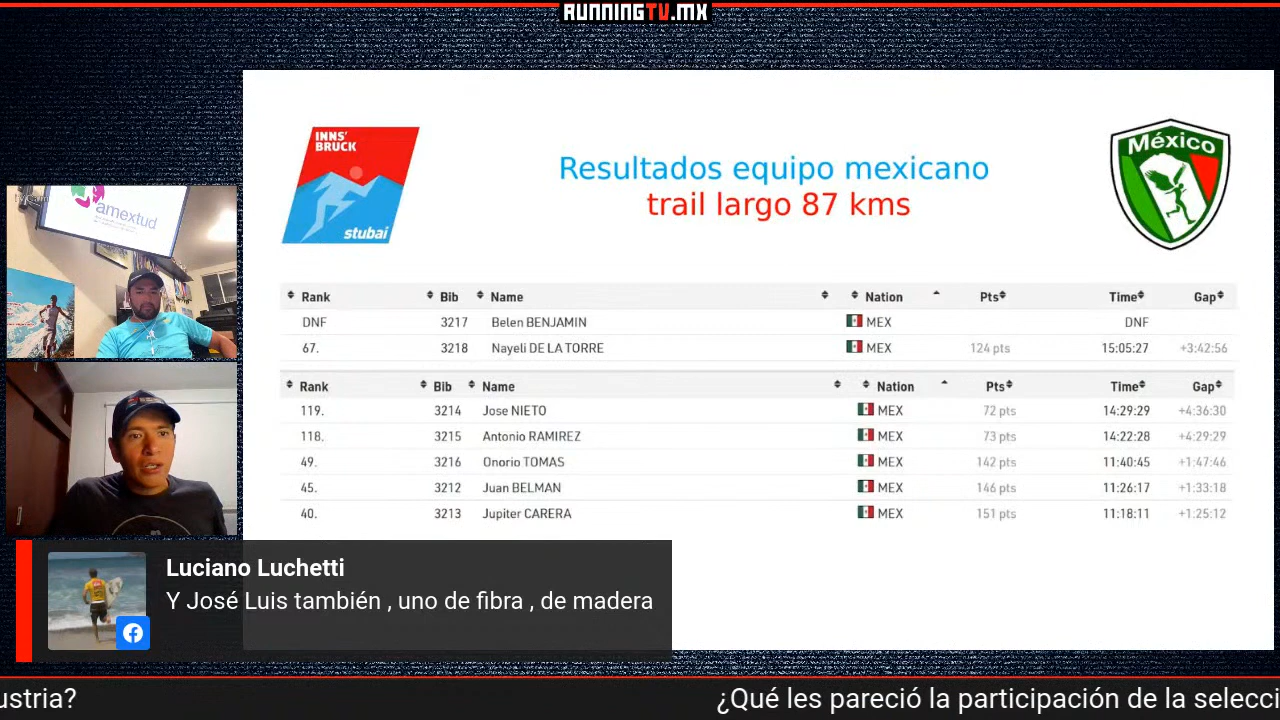 RUNNINGTV.MX
amextud
INNS'
BRUCK
stubai
Resultados equipo mexicano
trail largo 87 kms
México
Rank Bib Name Nation Pts Time Gap
DNF 3217 Belen BENJAMIN MEX DNF
67. 3218 Nayeli DE LA TORRE MEX 124 pts 15:05:27 +3:42:56
Rank Bib Name Nation Pts Time Gap
119. 3214 Jose NIETO MEX 72 pts 14:29:29 +4:36:30
118. 3215 Antonio RAMIREZ MEX 73 pts 14:22:28 +4:29:29
49. 3216 Onorio TOMAS MEX 142 pts 11:40:45 +1:47:46
45. 3212 Juan BELMAN MEX 146 pts 11:26:17 +1:33:18
40. 3213 Jupiter CARERA MEX 151 pts 11:18:11 +1:25:12
Luciano Luchetti
Y José Luis también , uno de fibra , de madera
ustria? ¿Qué les pareció la participación de la selecci